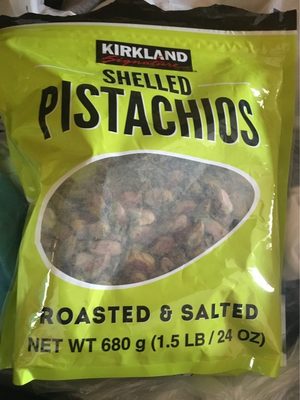 KIRKLAND
Signature
SHELLED
PISTACHIOS
ROASTED & SALTED
NET WT 680 g (1.5 LB / 24 OZ)